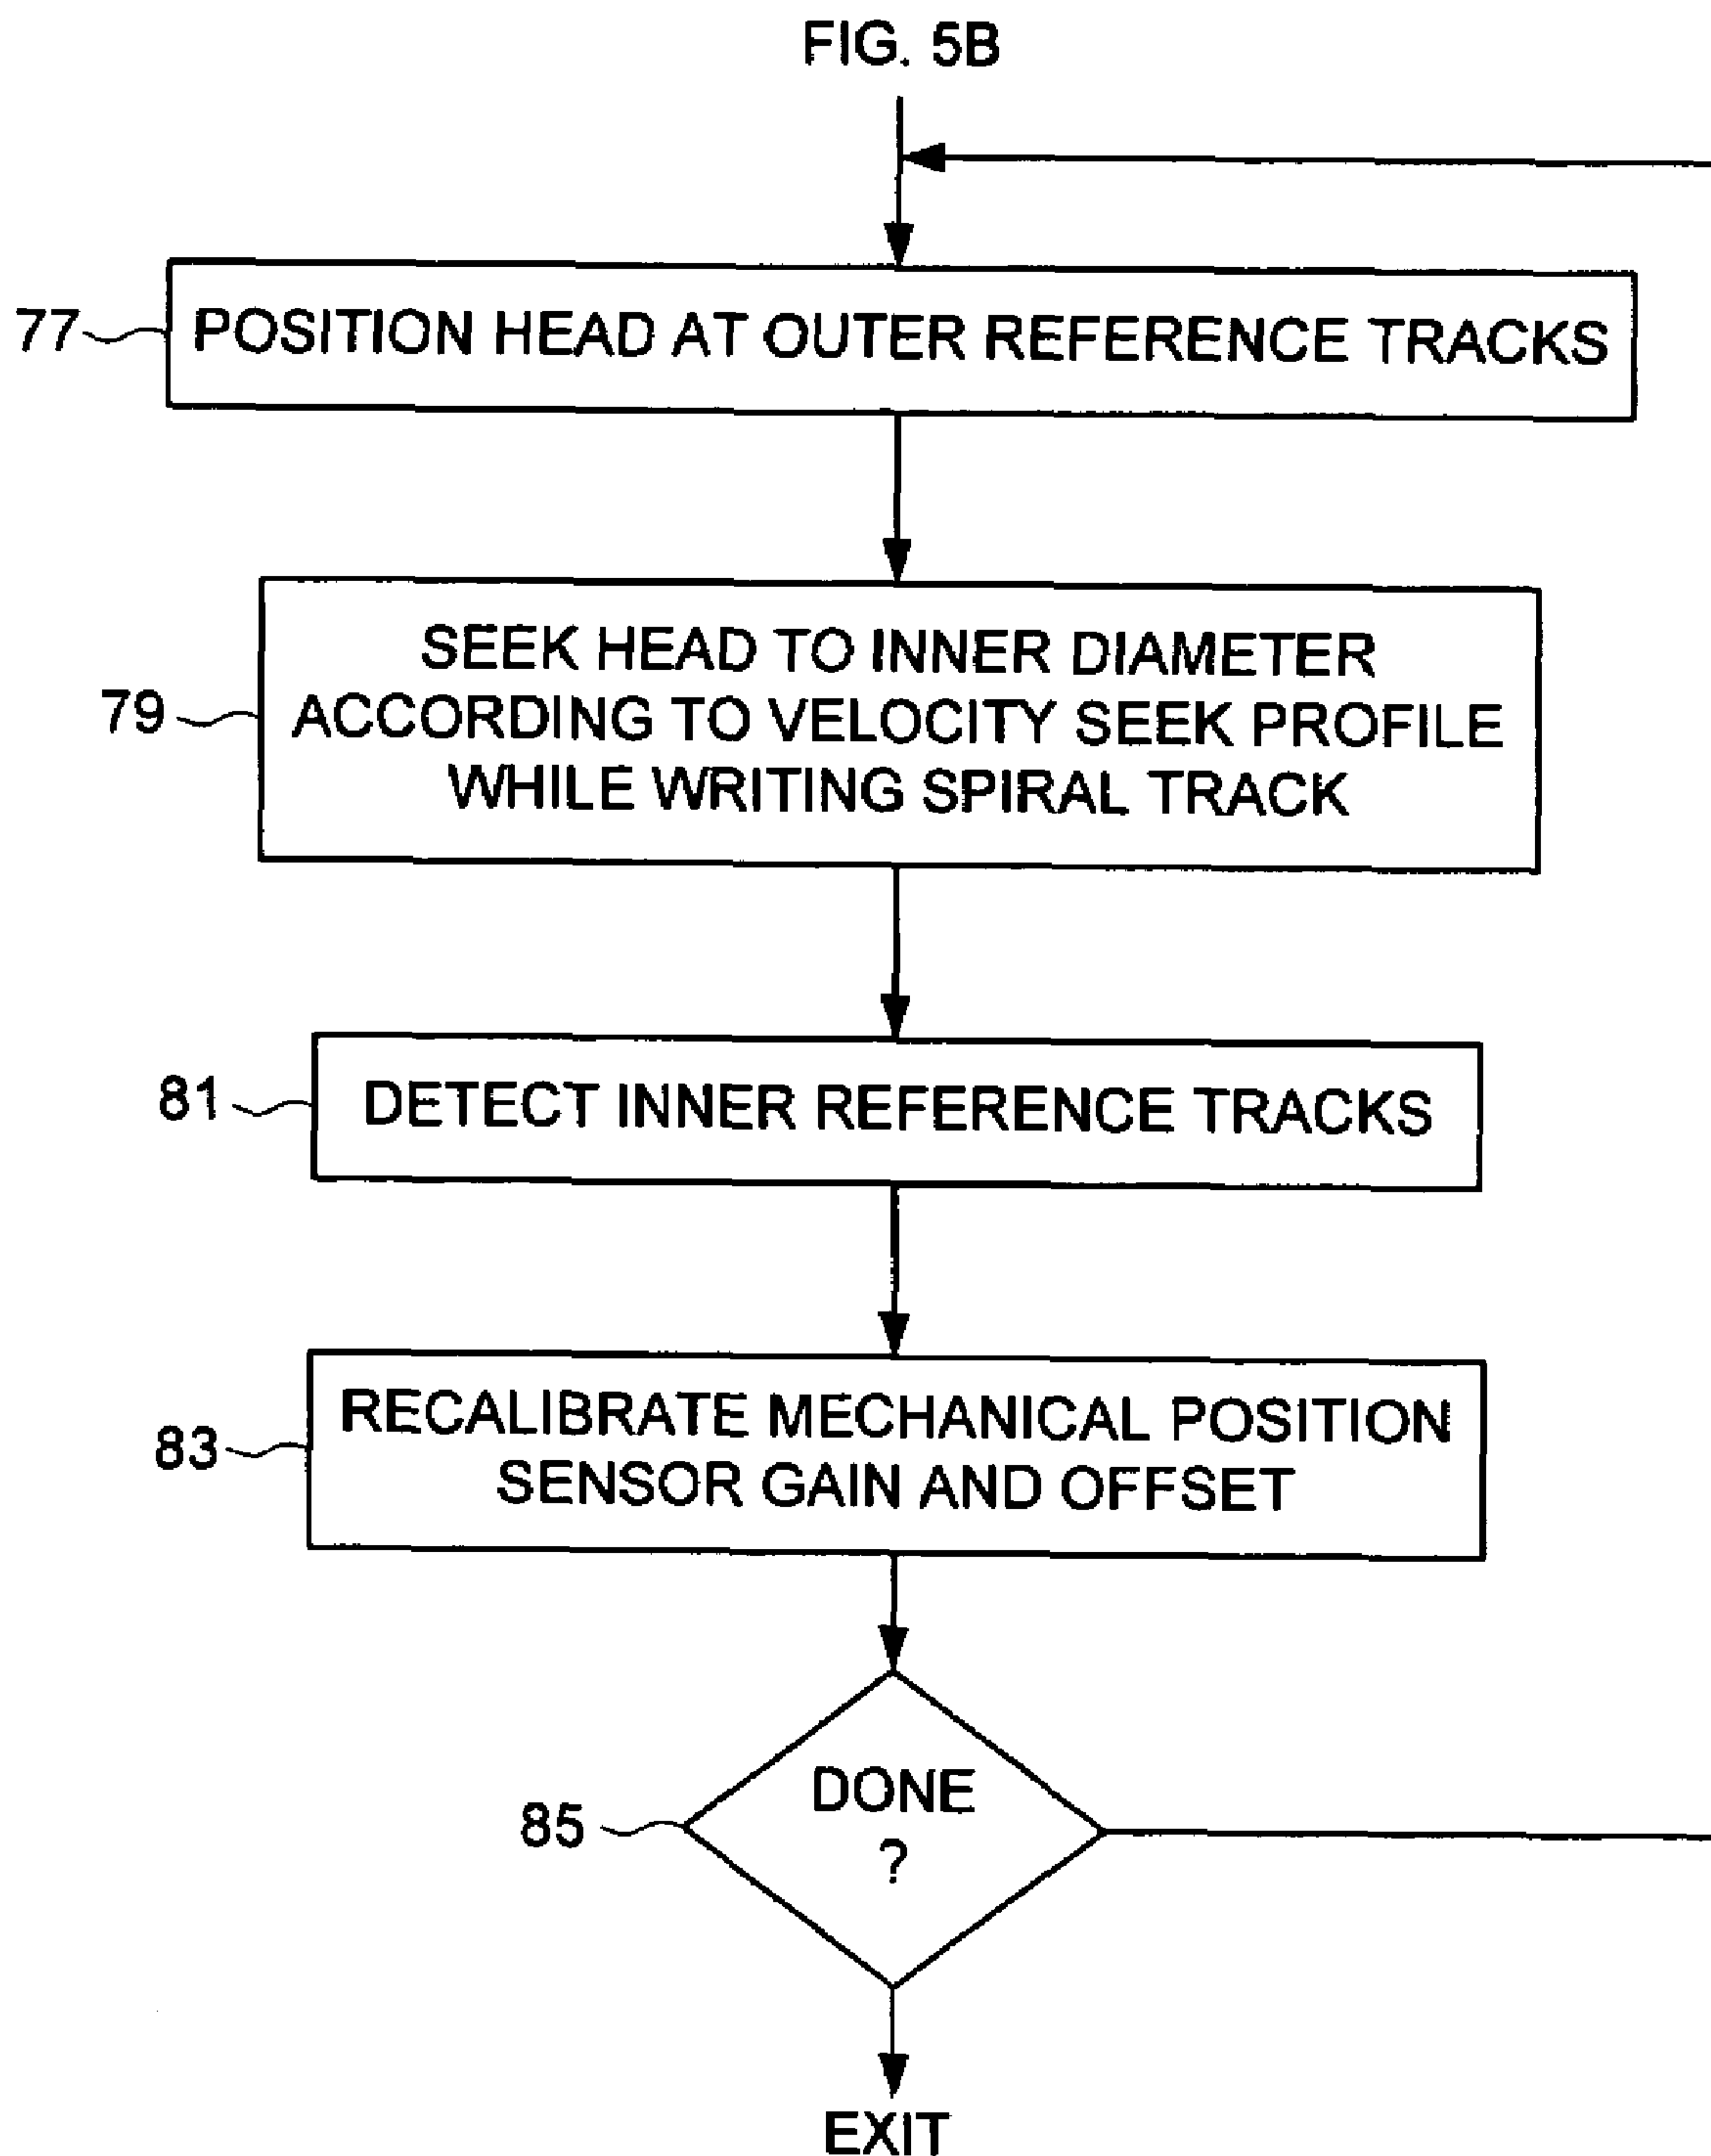 FIG. 5B
77
POSITION HEAD AT OUTER REFERENCE TRACKS
SEEK HEAD TO INNER DIAMETER
79
ACCORDING TO VELOCITY SEEK PROFILE
WHILE WRITING SPIRAL TRACK
81
DETECT INNER REFERENCE TRACKS
83
RECALIBRATE MECHANICAL POSITION
SENSOR GAIN AND OFFSET
85
DONE
?
EXIT